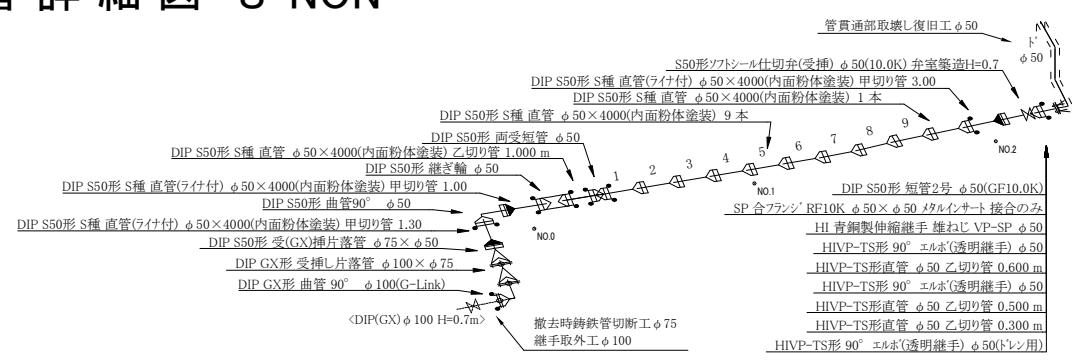 管貫通部取壊し復旧工φ50
ﾄﾞ
φ50
S50形ｿﾌﾄｼｰﾙ仕切弁(受挿) φ50(10.0K) 弁室築造H=0.7
DIP S50形 S種 直管(ﾗｲﾅ付) φ50×4000(内面粉体塗装) 甲切り管 3.00
DIP S50形 S種 直管 φ50×4000(内面粉体塗装) 1 本
DIP S50形 S種 直管 φ50×4000(内面粉体塗装) 9 本
DIP S50形 両受短管 φ50
DIP S50形 S種 直管 φ50×4000(内面粉体塗装) 乙切り管 1.000 m
DIP S50形 継ぎ輪 φ50
DIP S50形 S種 直管(ﾗｲﾅ付) φ50×4000(内面粉体塗装) 甲切り管 1.00
DIP S50形 曲管90° φ50
DIP S50形 S種 直管(ﾗｲﾅ付) φ50×4000(内面粉体塗装) 甲切り管 1.30
DIP S50形 受(GX)挿片落管 φ75×φ50
DIP GX形 受挿し片落管 φ100×φ75
DIP GX形 曲管 90° φ100(G-Link)
<DIP(GX)φ100 H=0.7m>
撤去時鋳鉄管切断工φ75
継手取外工φ100
1 2 3 4 5 6 7 8 9
NO.0
NO.1
NO.2
DIP S50形 短管2号 φ50(GF10.0K)
SP 合フランジ RF10K φ50×φ50 ﾒﾀﾙｲﾝｻｰﾄ 接合のみ
HI 青銅製伸縮継手 雄ねじ VP-SP φ50
HIVP-TS形 90° ｴﾙﾎﾞ(透明継手) φ50
HIVP-TS形直管 φ50 乙切り管 0.600 m
HIVP-TS形 90° ｴﾙﾎﾞ(透明継手) φ50
HIVP-TS形直管 φ50 乙切り管 0.500 m
HIVP-TS形直管 φ50 乙切り管 0.300 m
HIVP-TS形 90° ｴﾙﾎﾞ(透明継手) φ50(ﾄﾞﾚﾝ用)